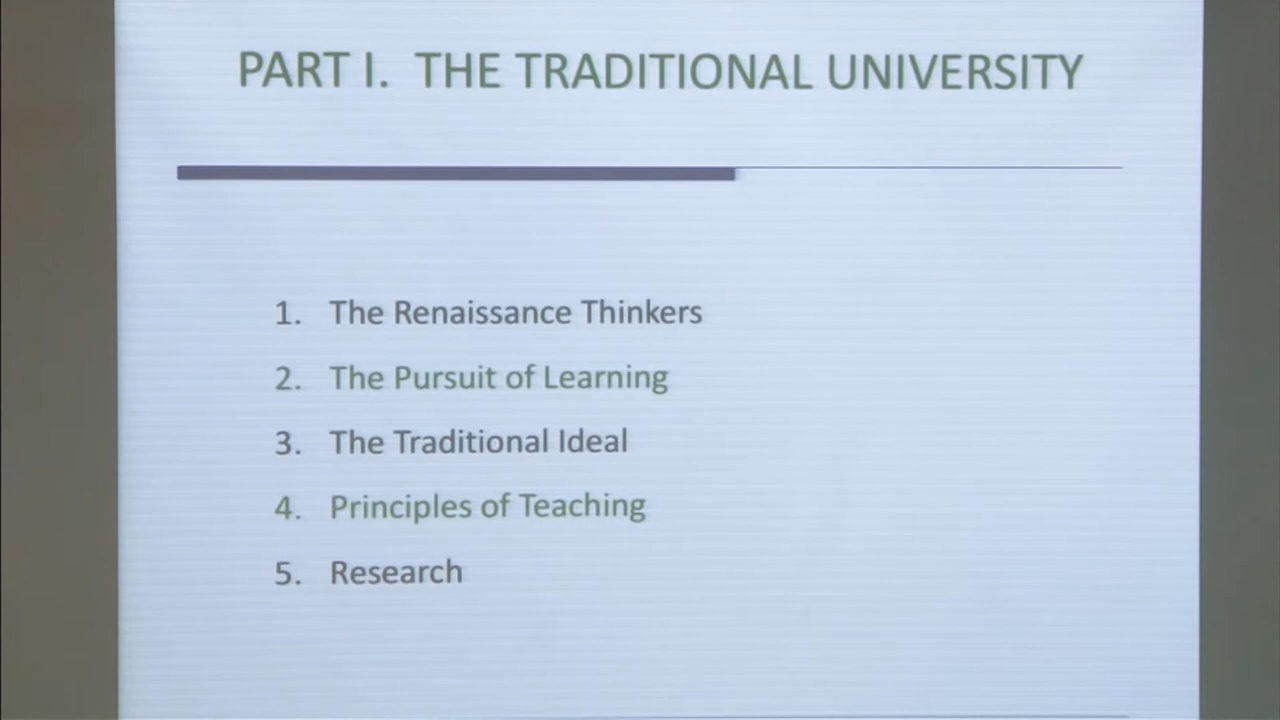 PART I. THE TRADITIONAL UNIVERSITY
1. The Renaissance Thinkers
2. The Pursuit of Learning
3. The Traditional Ideal
4. Principles of Teaching
5. Research